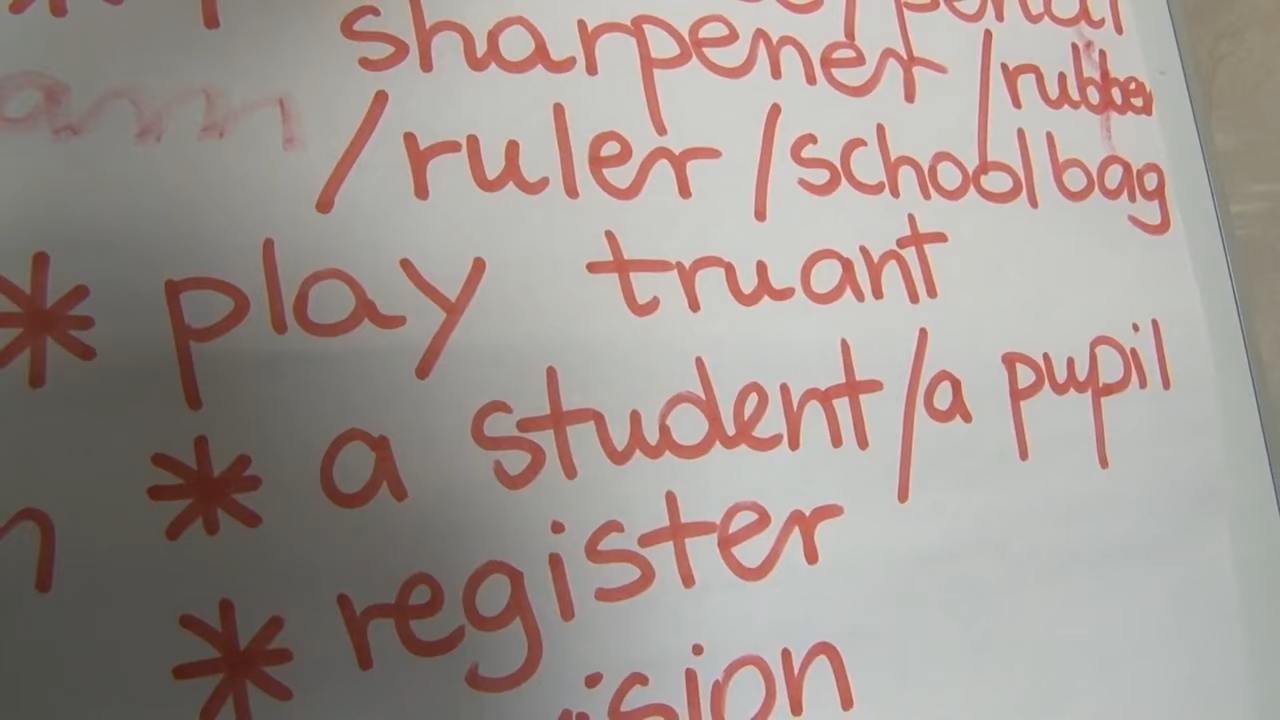 sharpener /rubber
/ruler /schoolbag
* play truant
* a student/a pupil
* register
*